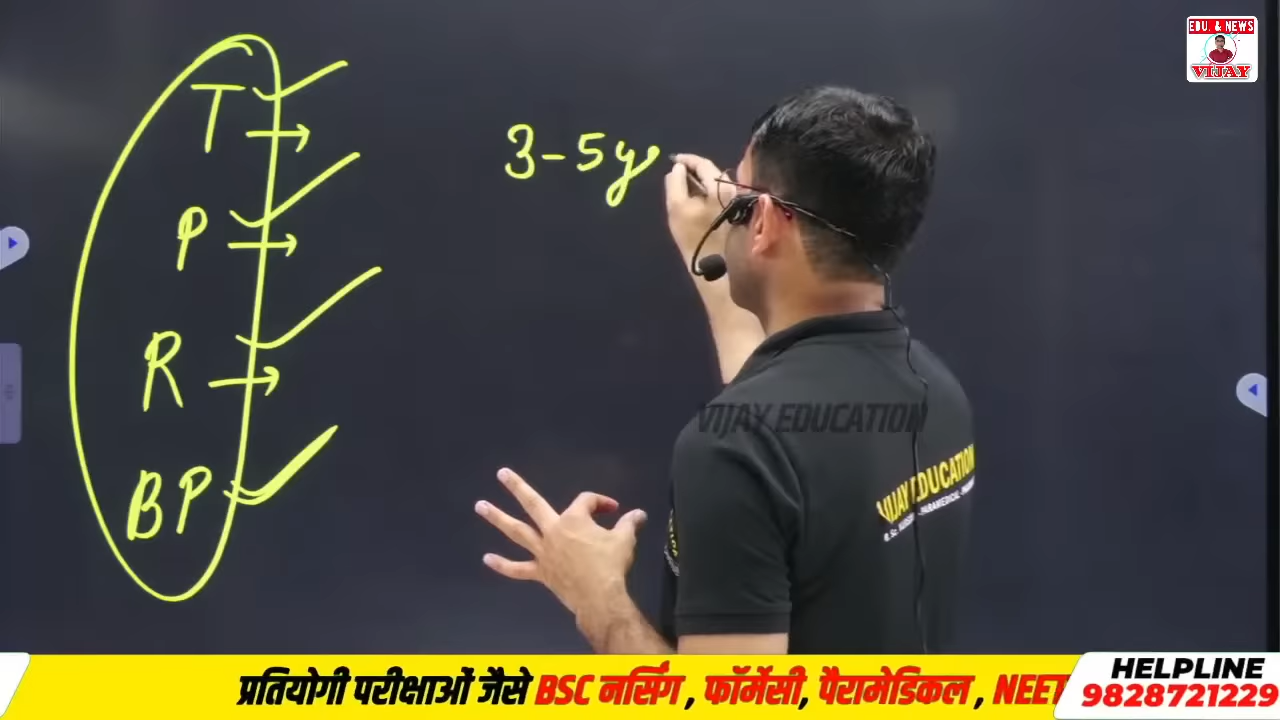 EDU. & NEWS
VIJAY
T
P
R
BP
3-5y
VIJAY EDUCATION
VIJAY EDUCATION
प्रतियोगी परीक्षाओं जैसे BSC नर्सिंग , फॉर्मेसी, पैरामेडिकल , NEET
HELPLINE
9828721229